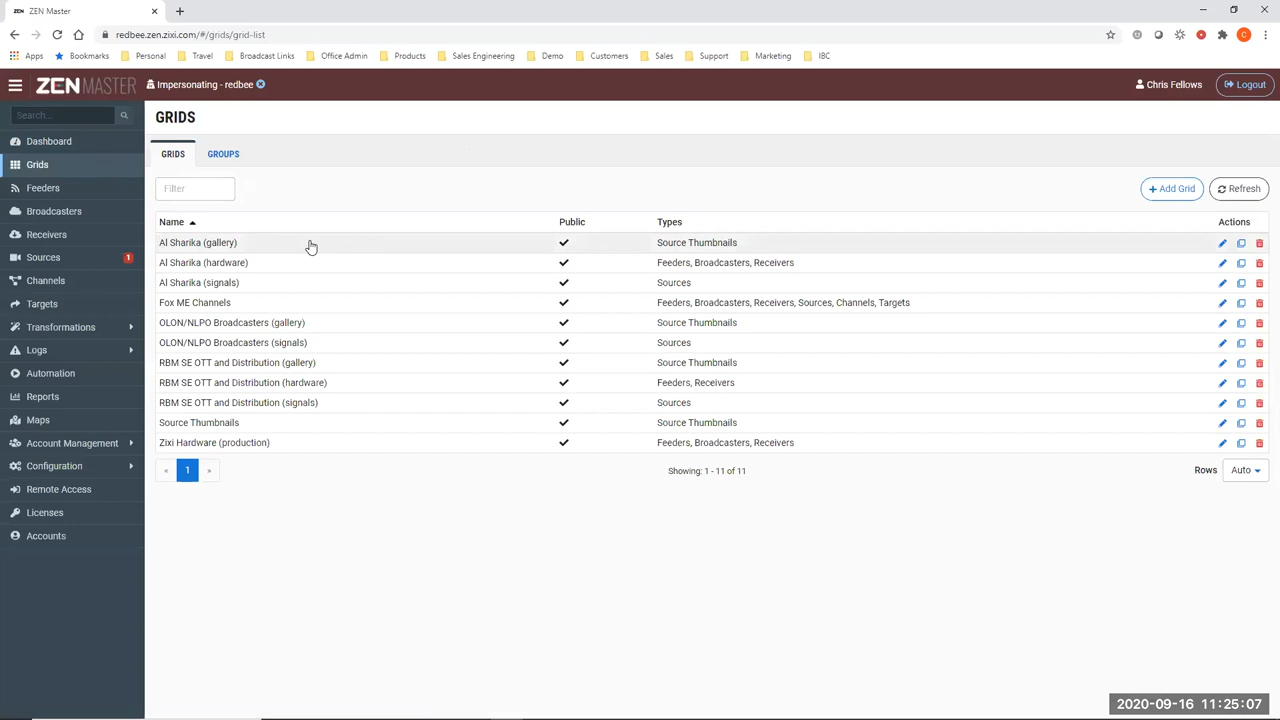 ZEN Master
redbee.zen.zixi.com/#/grids/grid-list
Apps Bookmarks Personal Travel Broadcast Links Office Admin Products Sales Engineering Demo Customers Sales Support Marketing IBC
ZENMASTER Impersonating - redbee Chris Fellows Logout
Search...
Dashboard
Grids
Feeders
Broadcasters
Receivers
Sources 1
Channels
Targets
Transformations
Logs
Automation
Reports
Maps
Account Management
Configuration
Remote Access
Licenses
Accounts
GRIDS
GRIDS GROUPS
Filter + Add Grid Refresh
Name Public Types Actions
Al Sharika (gallery) Source Thumbnails
Al Sharika (hardware) Feeders, Broadcasters, Receivers
Al Sharika (signals) Sources
Fox ME Channels Feeders, Broadcasters, Receivers, Sources, Channels, Targets
OLON/NLPO Broadcasters (gallery) Source Thumbnails
OLON/NLPO Broadcasters (signals) Sources
RBM SE OTT and Distribution (gallery) Source Thumbnails
RBM SE OTT and Distribution (hardware) Feeders, Receivers
RBM SE OTT and Distribution (signals) Sources
Source Thumbnails Source Thumbnails
Zixi Hardware (production) Feeders, Broadcasters, Receivers
« 1 » Showing: 1 - 11 of 11 Rows Auto
2020-09-16 11:25:07